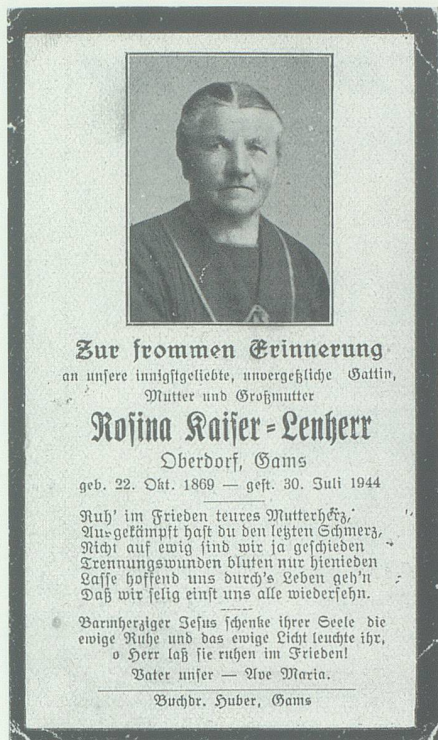 Zur frommen Erinnerung
an unsere innigstgeliebte, unvergeßliche Gattin,
Mutter und Großmutter
Rosina Kaiser-Lenherr
Oberdorf, Gams
geb. 22. Okt. 1869 — gest. 30. Juli 1944
Ruh' im Frieden teures Mutterherz,
Ausgekämpft hast du den letzten Schmerz,
Nicht auf ewig sind wir ja geschieden
Trennungswunden bluten nur hienieden
Lasse hoffend uns durch's Leben geh'n
Daß wir selig einst uns alle wiedersehn.
Barmherziger Jesus schenke ihrer Seele die
ewige Ruhe und das ewige Licht leuchte ihr,
o Herr laß sie ruhen im Frieden!
Vater unser — Ave Maria.
Buchdr. Huber, Gams